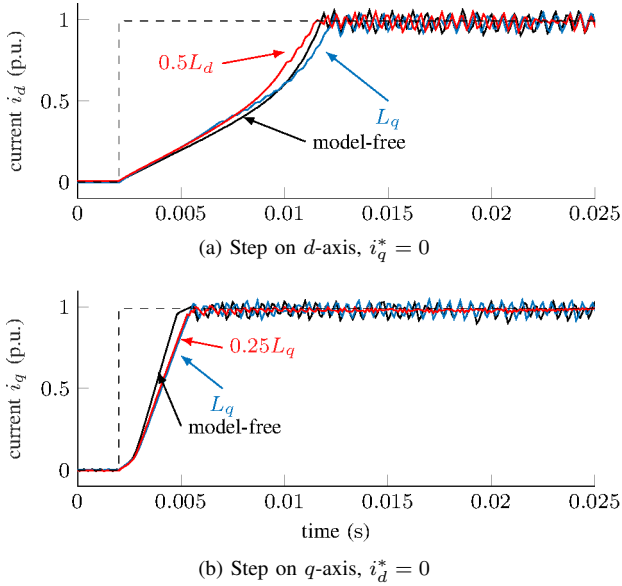 1
0.5
0
current i_d (p.u.)
0.5L_d
L_q
model-free
0 0.005 0.01 0.015 0.02 0.025
(a) Step on d-axis, i_q^* = 0
1
0.5
0
current i_q (p.u.)
0.25L_q
L_q
model-free
0 0.005 0.01 0.015 0.02 0.025
time (s)
(b) Step on q-axis, i_d^* = 0